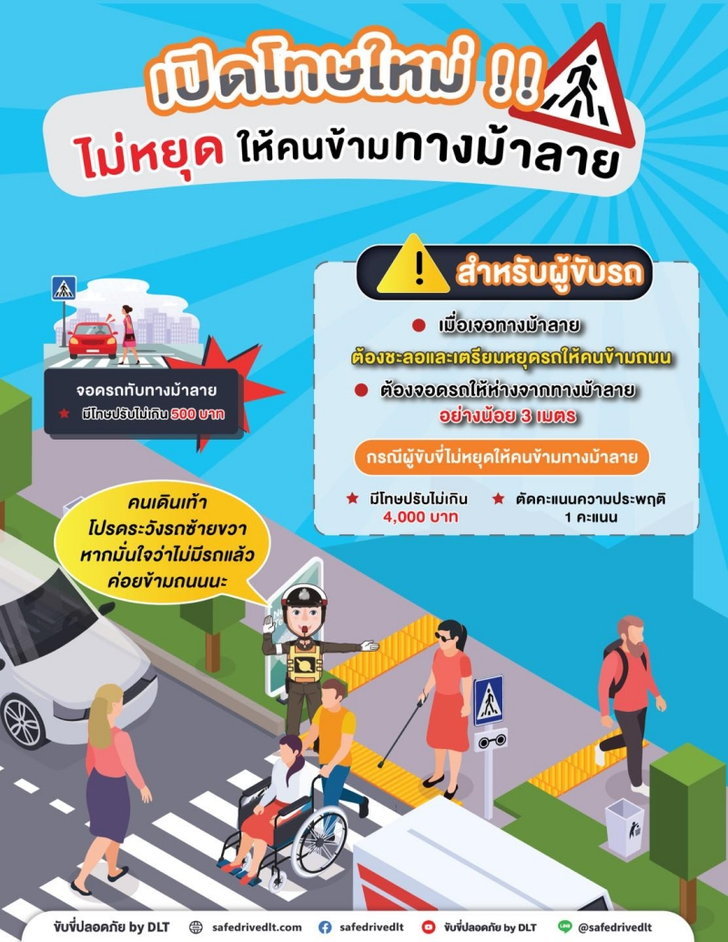 เปิดโทษใหม่ !!
ไม่หยุด ให้คนข้ามทางม้าลาย
สำหรับผู้ขับรถ
เมื่อเจอทางม้าลาย
ต้องชะลอและเตรียมหยุดรถให้คนข้ามถนน
ต้องจอดรถให้ห่างจากทางม้าลาย
อย่างน้อย 3 เมตร
กรณีผู้ขับขี่ไม่หยุดให้คนข้ามทางม้าลาย
มีโทษปรับไม่เกิน
4,000 บาท
ตัดคะแนนความประพฤติ
1 คะแนน
จอดรถทับทางม้าลาย
มีโทษปรับไม่เกิน 500 บาท
คนเดินเท้า
โปรดระวังรถซ้ายขวา
หากมั่นใจว่าไม่มีรถแล้ว
ค่อยข้ามถนนนะ
ขับขี่ปลอดภัย by DLT safedrivedlt.com safedrivedlt ขับขี่ปลอดภัย by DLT @safedrivedlt